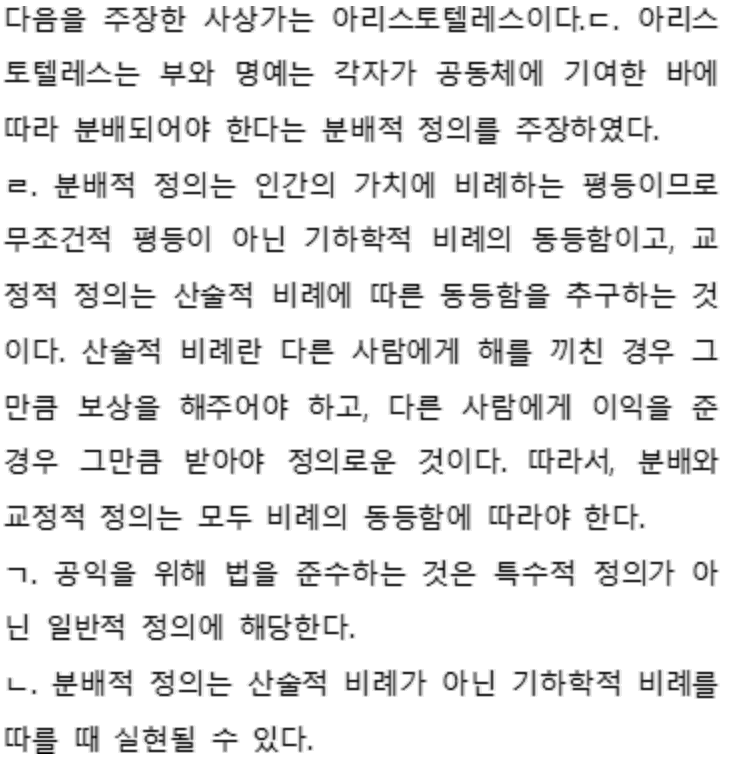 다음을 주장한 사상가는 아리스토텔레스이다.ㄷ. 아리스
토텔레스는 부와 명예는 각자가 공동체에 기여한 바에
따라 분배되어야 한다는 분배적 정의를 주장하였다.
ㄹ. 분배적 정의는 인간의 가치에 비례하는 평등이므로
무조건적 평등이 아닌 기하학적 비례의 동등함이고, 교
정적 정의는 산술적 비례에 따른 동등함을 추구하는 것
이다. 산술적 비례란 다른 사람에게 해를 끼친 경우 그
만큼 보상을 해주어야 하고, 다른 사람에게 이익을 준
경우 그만큼 받아야 정의로운 것이다. 따라서, 분배와
교정적 정의는 모두 비례의 동등함에 따라야 한다.
ㄱ. 공익을 위해 법을 준수하는 것은 특수적 정의가 아
닌 일반적 정의에 해당한다.
ㄴ. 분배적 정의는 산술적 비례가 아닌 기하학적 비례를
따를 때 실현될 수 있다.